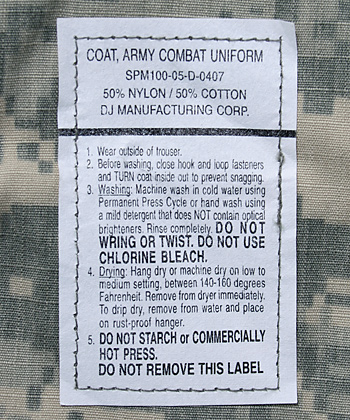 COAT, ARMY COMBAT UNIFORM
SPM100-05-D-0407
50% NYLON / 50% COTTON
DJ MANUFACTURING CORP.
1. Wear outside of trouser.
2. Before washing, close hook and loop fasteners
and TURN coat inside out to prevent snagging.
3. Washing: Machine wash in cold water using
Permanent Press Cycle or hand wash using
a mild detergent that does NOT contain optical
brighteners. Rinse completely. DO NOT
WRING OR TWIST. DO NOT USE
CHLORINE BLEACH.
4. Drying: Hang dry or machine dry on low to
medium setting, between 140-160 degrees
Fahrenheit. Remove from dryer immediately.
To drip dry, remove from water and place
on rust-proof hanger.
5. DO NOT STARCH or COMMERCIALLY
HOT PRESS.
DO NOT REMOVE THIS LABEL